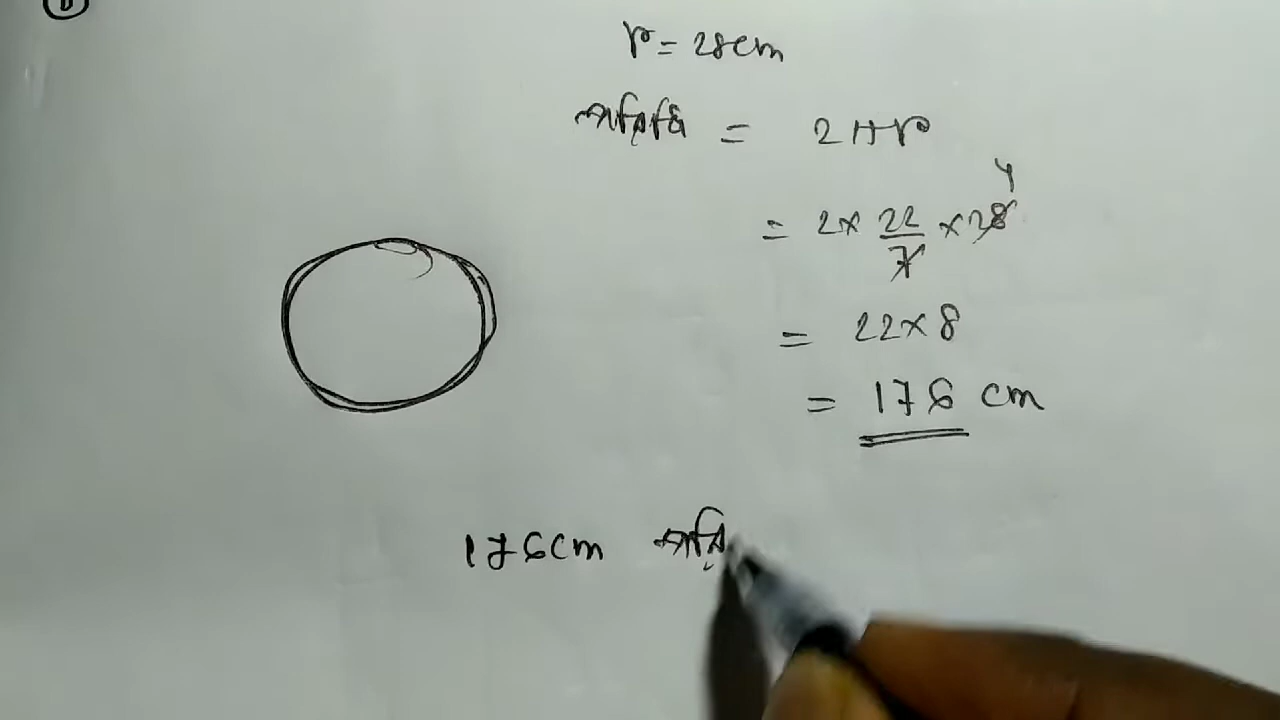 b
r = 28cm
পরিধি = 2πr
= 2 × 22/7 × 28 4
= 22 × 8
= 176 cm
176cm পরি